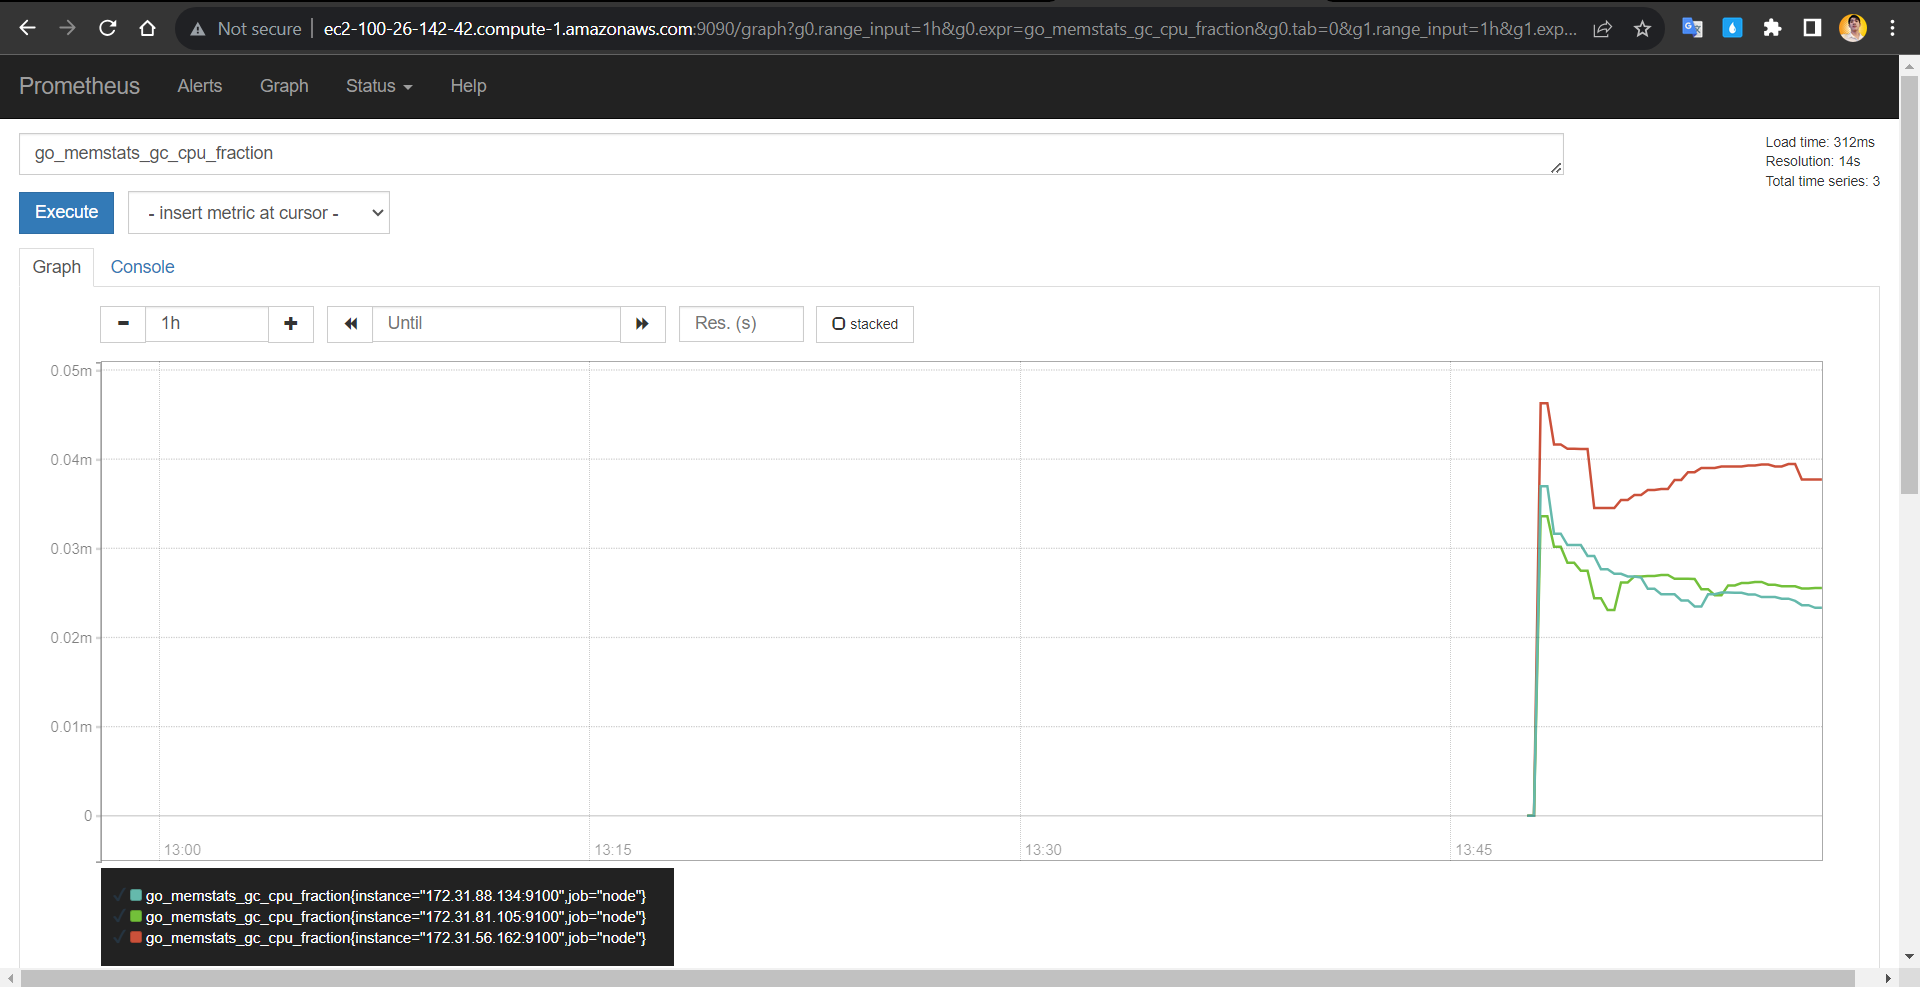 Not secure ec2-100-26-142-42.compute-1.amazonaws.com:9090/graph?g0.range_input=1h&g0.expr=go_memstats_gc_cpu_fraction&g0.tab=0&g1.range_input=1h&g1.exp...
Prometheus Alerts Graph Status Help
go_memstats_gc_cpu_fraction
Load time: 312ms
Resolution: 14s
Total time series: 3
Execute - insert metric at cursor -
Graph Console
1h Until Res. (s) stacked
0.05m
0.04m
0.03m
0.02m
0.01m
0
13:00 13:15 13:30 13:45
go_memstats_gc_cpu_fraction{instance="172.31.88.134:9100",job="node"}
go_memstats_gc_cpu_fraction{instance="172.31.81.105:9100",job="node"}
go_memstats_gc_cpu_fraction{instance="172.31.56.162:9100",job="node"}